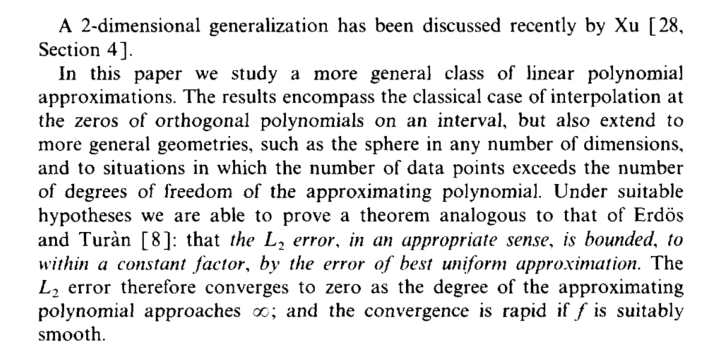 A 2-dimensional generalization has been discussed recently by Xu [28,
Section 4].
In this paper we study a more general class of linear polynomial
approximations. The results encompass the classical case of interpolation at
the zeros of orthogonal polynomials on an interval, but also extend to
more general geometries, such as the sphere in any number of dimensions,
and to situations in which the number of data points exceeds the number
of degrees of freedom of the approximating polynomial. Under suitable
hypotheses we are able to prove a theorem analogous to that of Erdös
and Turàn [8]: that the L₂ error, in an appropriate sense, is bounded, to
within a constant factor, by the error of best uniform approximation. The
L₂ error therefore converges to zero as the degree of the approximating
polynomial approaches ∞; and the convergence is rapid if f is suitably
smooth.